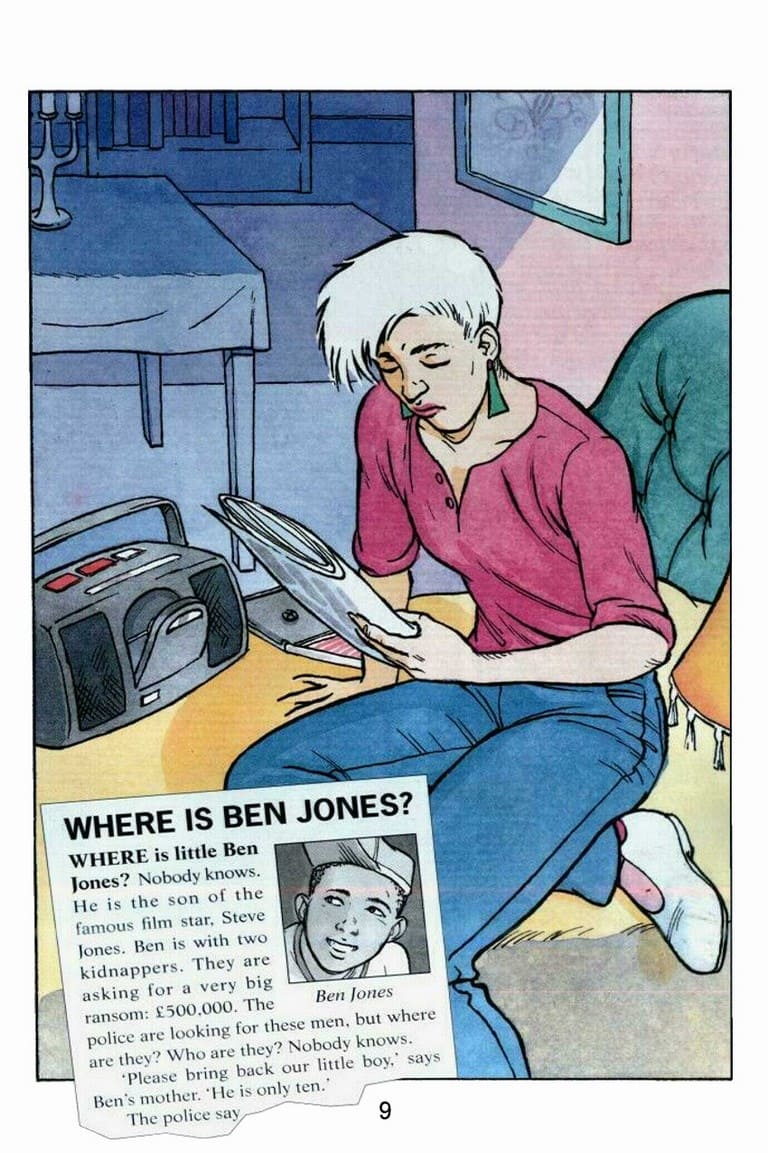 WHERE IS BEN JONES?
WHERE is little Ben
Jones? Nobody knows.
He is the son of the
famous film star, Steve
Jones. Ben is with two
kidnappers. They are
asking for a very big
ransom: £500,000. The
police are looking for these men, but where
are they? Who are they? Nobody knows.
'Please bring back our little boy,' says
Ben's mother. 'He is only ten.'
The police say
Ben Jones
9